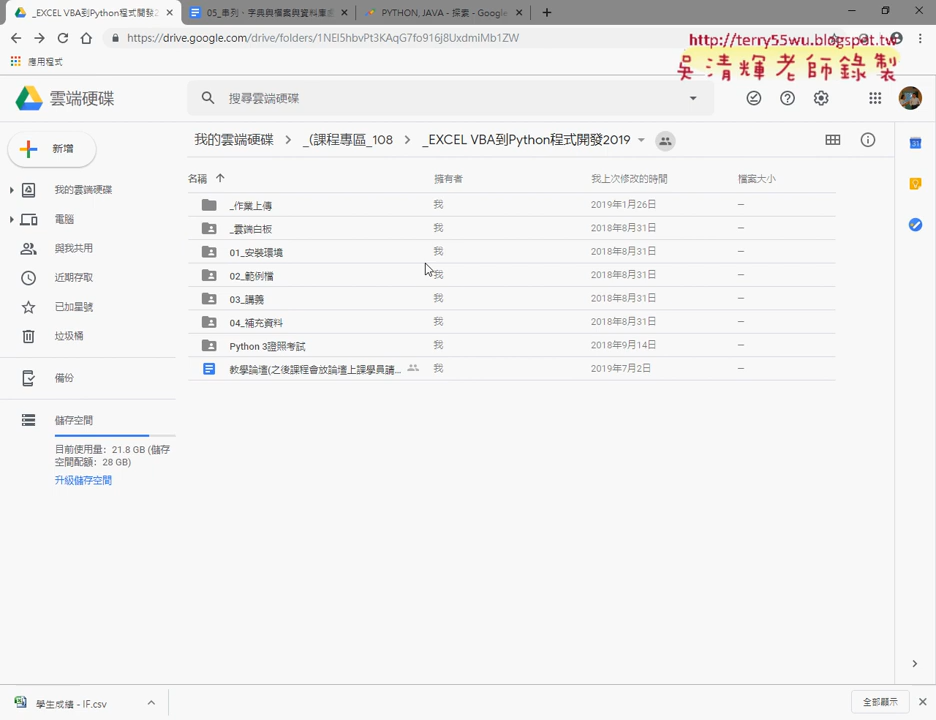 _EXCEL VBA到Python程式開發2
05_串列、字典與檔案與資料庫處
PYTHON, JAVA - 探索 - Google
https://drive.google.com/drive/folders/1NEI5hbvPt3KAqG7fo916j8UxdmiMb1ZW
http://terry55wu.blogspot.tw
應用程式
吳清輝老師錄製
雲端硬碟
搜尋雲端硬碟
新增
我的雲端硬碟
_(課程專區_108
_EXCEL VBA到Python程式開發2019
31
名稱
擁有者
我上次修改的時間
檔案大小
我的雲端硬碟
_作業上傳
我
2019年1月26日
—
電腦
_雲端白板
我
2018年8月31日
—
與我共用
01_安裝環境
我
2018年8月31日
—
近期存取
02_範例檔
我
2018年8月31日
—
已加星號
03_講義
我
2018年8月31日
—
垃圾桶
04_補充資料
我
2018年8月31日
—
Python 3證照考試
我
2018年9月14日
—
教學論壇(之後課程會放論壇上課學員請...
我
2019年7月2日
—
備份
儲存空間
目前使用量：21.8 GB (儲存
空間配額：28 GB)
升級儲存空間
學生成績 - IF.csv
全部顯示